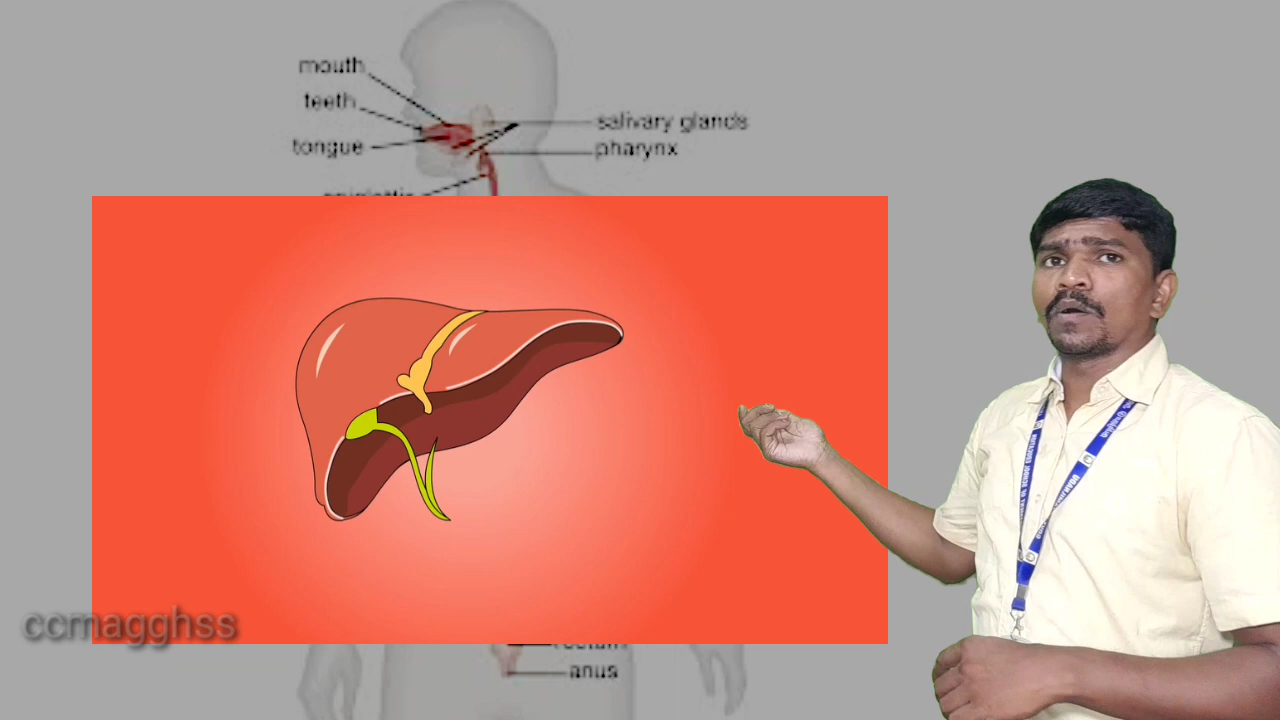 mouth
teeth
tongue
salivary glands
pharynx
anus
ccmagghss